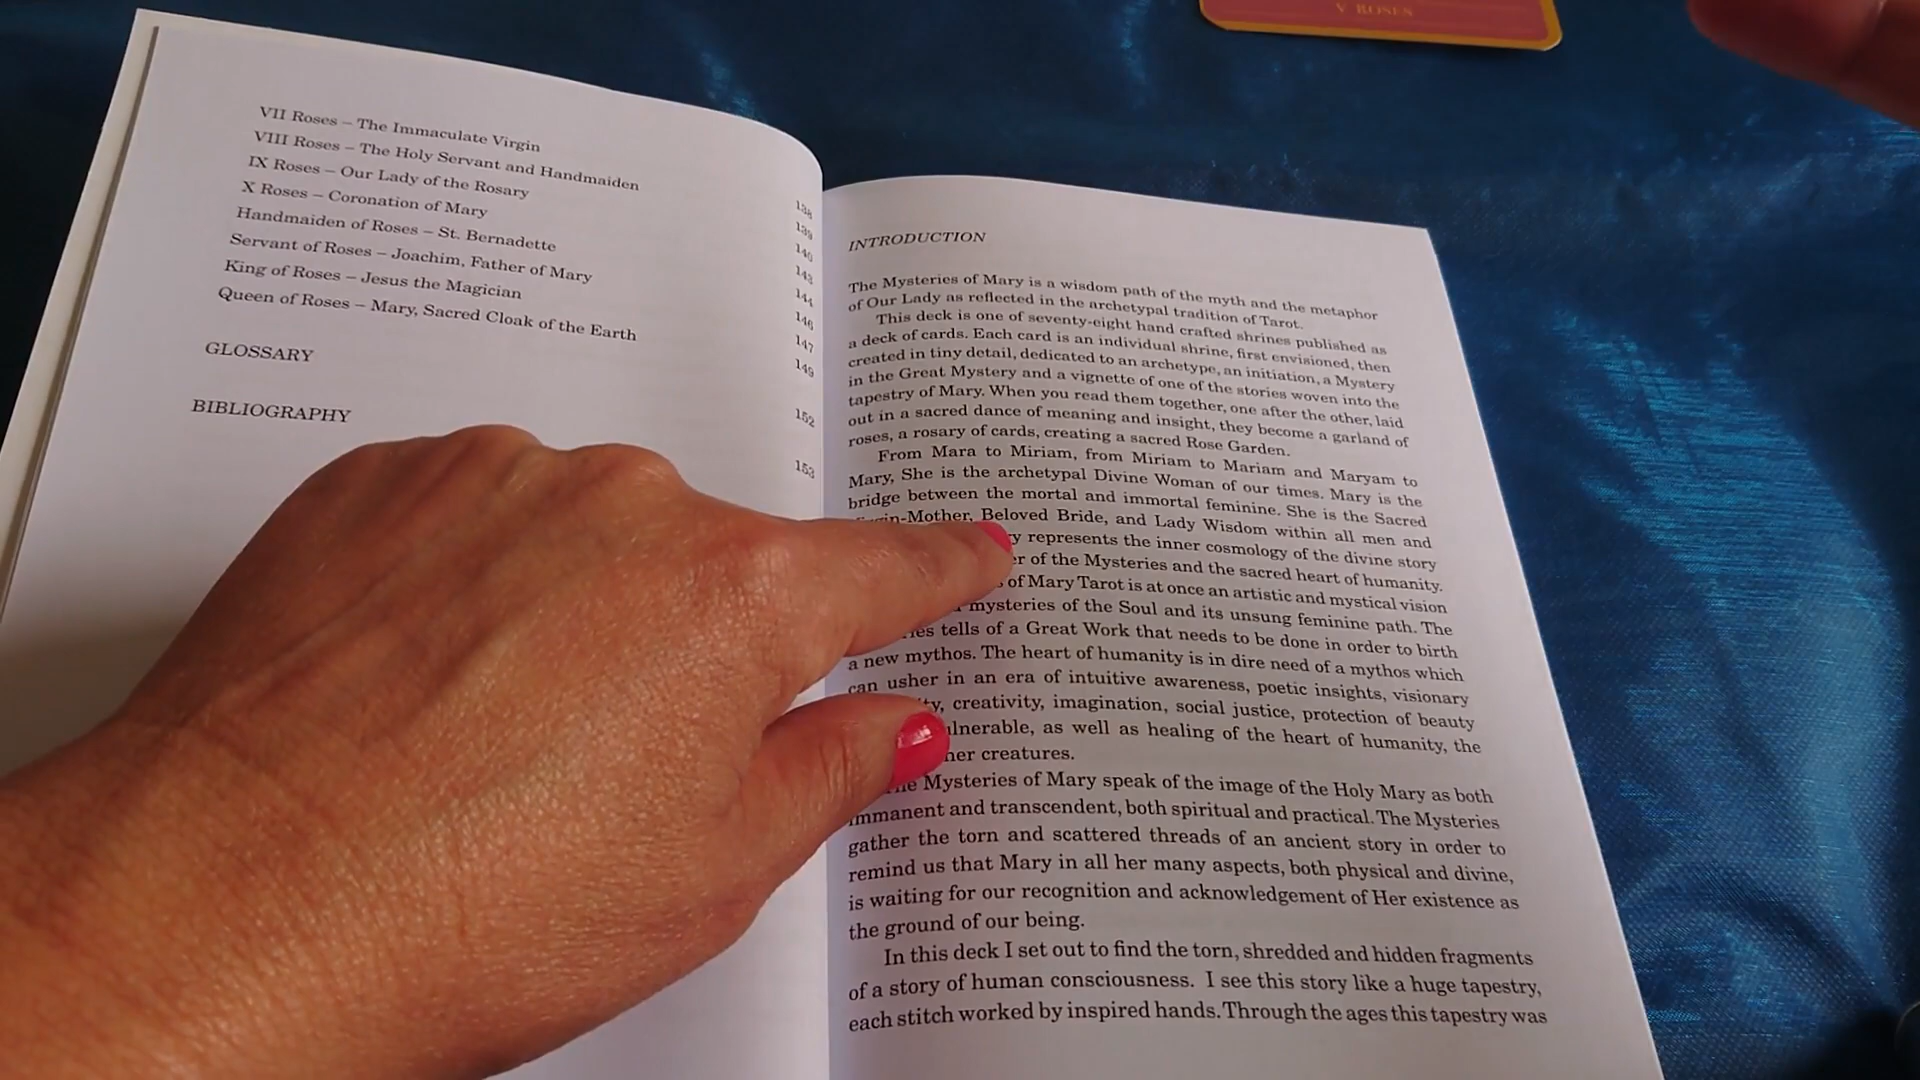 V ROSES
VII Roses – The Immaculate Virgin
VIII Roses – The Holy Servant and Handmaiden
IX Roses – Our Lady of the Rosary
X Roses – Coronation of Mary
Handmaiden of Roses – St. Bernadette
Servant of Roses – Joachim, Father of Mary
King of Roses – Jesus the Magician
Queen of Roses – Mary, Sacred Cloak of the Earth
GLOSSARY
BIBLIOGRAPHY
138
139
140
143
144
146
147
149
152
153
INTRODUCTION
The Mysteries of Mary is a wisdom path of the myth and the metaphor
of Our Lady as reflected in the archetypal tradition of Tarot.
This deck is one of seventy-eight hand crafted shrines published as
a deck of cards. Each card is an individual shrine, first envisioned, then
created in tiny detail, dedicated to an archetype, an initiation, a Mystery
in the Great Mystery and a vignette of one of the stories woven into the
tapestry of Mary. When you read them together, one after the other, laid
out in a sacred dance of meaning and insight, they become a garland of
roses, a rosary of cards, creating a sacred Rose Garden.
From Mara to Miriam, from Miriam to Mariam and Maryam to
Mary, She is the archetypal Divine Woman of our times. Mary is the
bridge between the mortal and immortal feminine. She is the Sacred
-Mother, Beloved Bride, and Lady Wisdom within all men and
represents the inner cosmology of the divine story
of the Mysteries and the sacred heart of humanity.
of Mary Tarot is at once an artistic and mystical vision
mysteries of the Soul and its unsung feminine path. The
tells of a Great Work that needs to be done in order to birth
a new mythos. The heart of humanity is in dire need of a mythos which
can usher in an era of intuitive awareness, poetic insights, visionary
creativity, imagination, social justice, protection of beauty
as well as healing of the heart of humanity, the
creatures.
Mysteries of Mary speak of the image of the Holy Mary as both
immanent and transcendent, both spiritual and practical. The Mysteries
gather the torn and scattered threads of an ancient story in order to
remind us that Mary in all her many aspects, both physical and divine,
is waiting for our recognition and acknowledgement of Her existence as
the ground of our being.
In this deck I set out to find the torn, shredded and hidden fragments
of a story of human consciousness. I see this story like a huge tapestry,
each stitch worked by inspired hands. Through the ages this tapestry was